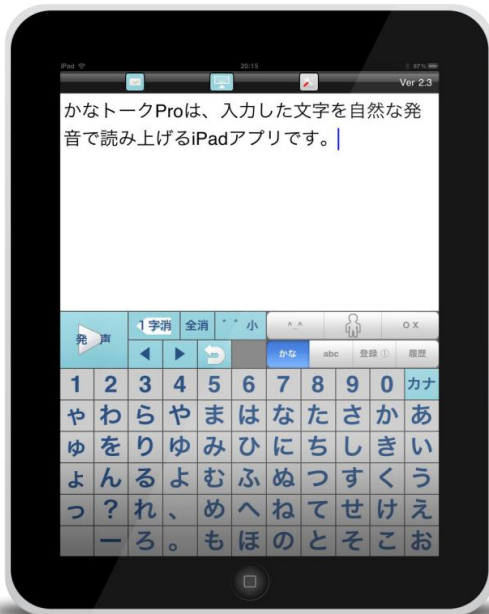 iPad 20:15 97%
Ver 2.3
かなトークProは、入力した文字を自然な発
音で読み上げるiPadアプリです。
発声 1字消 全消 ゛゜小 ^_^ O X
◀ ▶ かな abc 登録① 履歴
1 2 3 4 5 6 7 8 9 0 カナ
ゃ わ ら や ま は な た さ か あ
ゅ を り ゆ み ひ に ち し き い
ょ ん る よ む ふ ぬ つ す く う
っ ? れ 、 め へ ね て せ け え
ー ろ 。 も ほ の と そ こ お